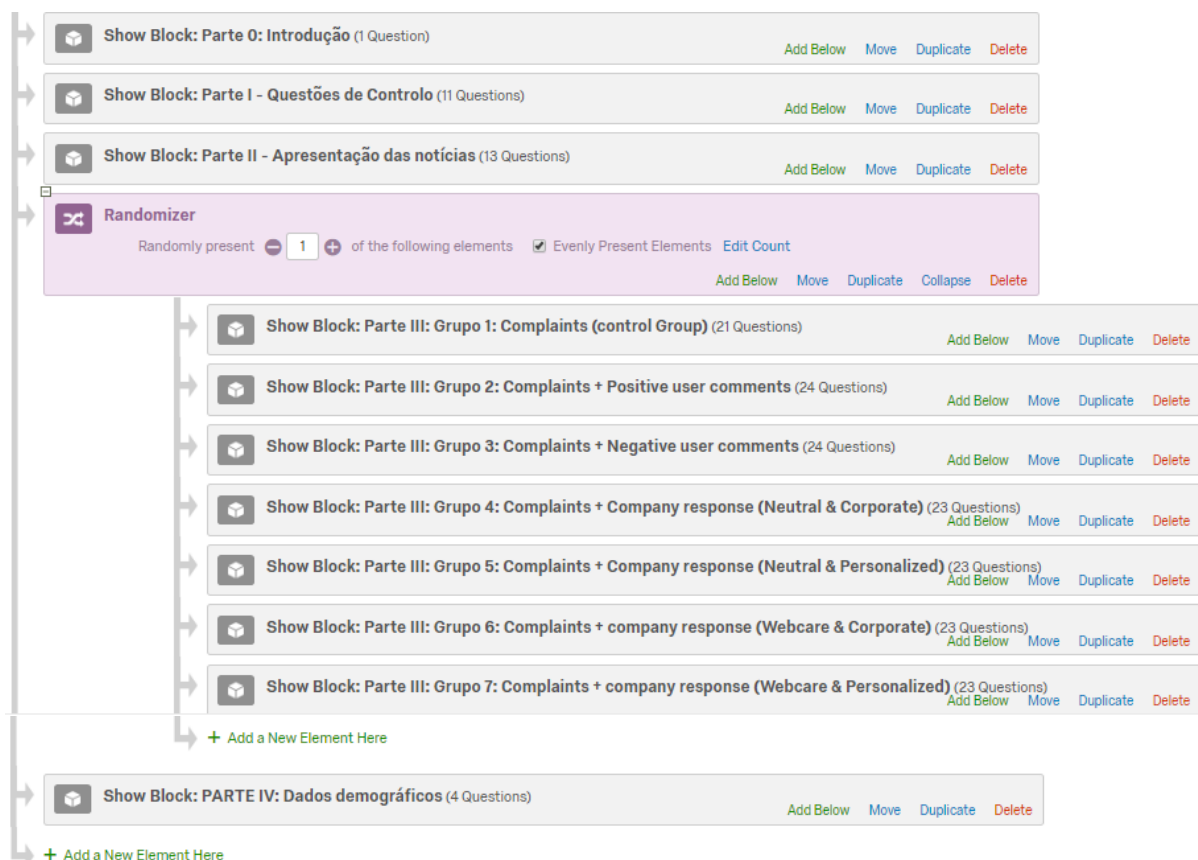 Show Block: Parte 0: Introdução (1 Question)
Add Below Move Duplicate Delete
Show Block: Parte I - Questões de Controlo (11 Questions)
Add Below Move Duplicate Delete
Show Block: Parte II - Apresentação das notícias (13 Questions)
Add Below Move Duplicate Delete
Randomizer
Randomly present 1 of the following elements Evenly Present Elements Edit Count
Add Below Move Duplicate Collapse Delete
Show Block: Parte III: Grupo 1: Complaints (control Group) (21 Questions)
Add Below Move Duplicate Delete
Show Block: Parte III: Grupo 2: Complaints + Positive user comments (24 Questions)
Add Below Move Duplicate Delete
Show Block: Parte III: Grupo 3: Complaints + Negative user comments (24 Questions)
Add Below Move Duplicate Delete
Show Block: Parte III: Grupo 4: Complaints + Company response (Neutral & Corporate) (23 Questions)
Add Below Move Duplicate Delete
Show Block: Parte III: Grupo 5: Complaints + Company response (Neutral & Personalized) (23 Questions)
Add Below Move Duplicate Delete
Show Block: Parte III: Grupo 6: Complaints + company response (Webcare & Corporate) (23 Questions)
Add Below Move Duplicate Delete
Show Block: Parte III: Grupo 7: Complaints + company response (Webcare & Personalized) (23 Questions)
Add Below Move Duplicate Delete
+ Add a New Element Here
Show Block: PARTE IV: Dados demográficos (4 Questions)
Add Below Move Duplicate Delete
+ Add a New Element Here